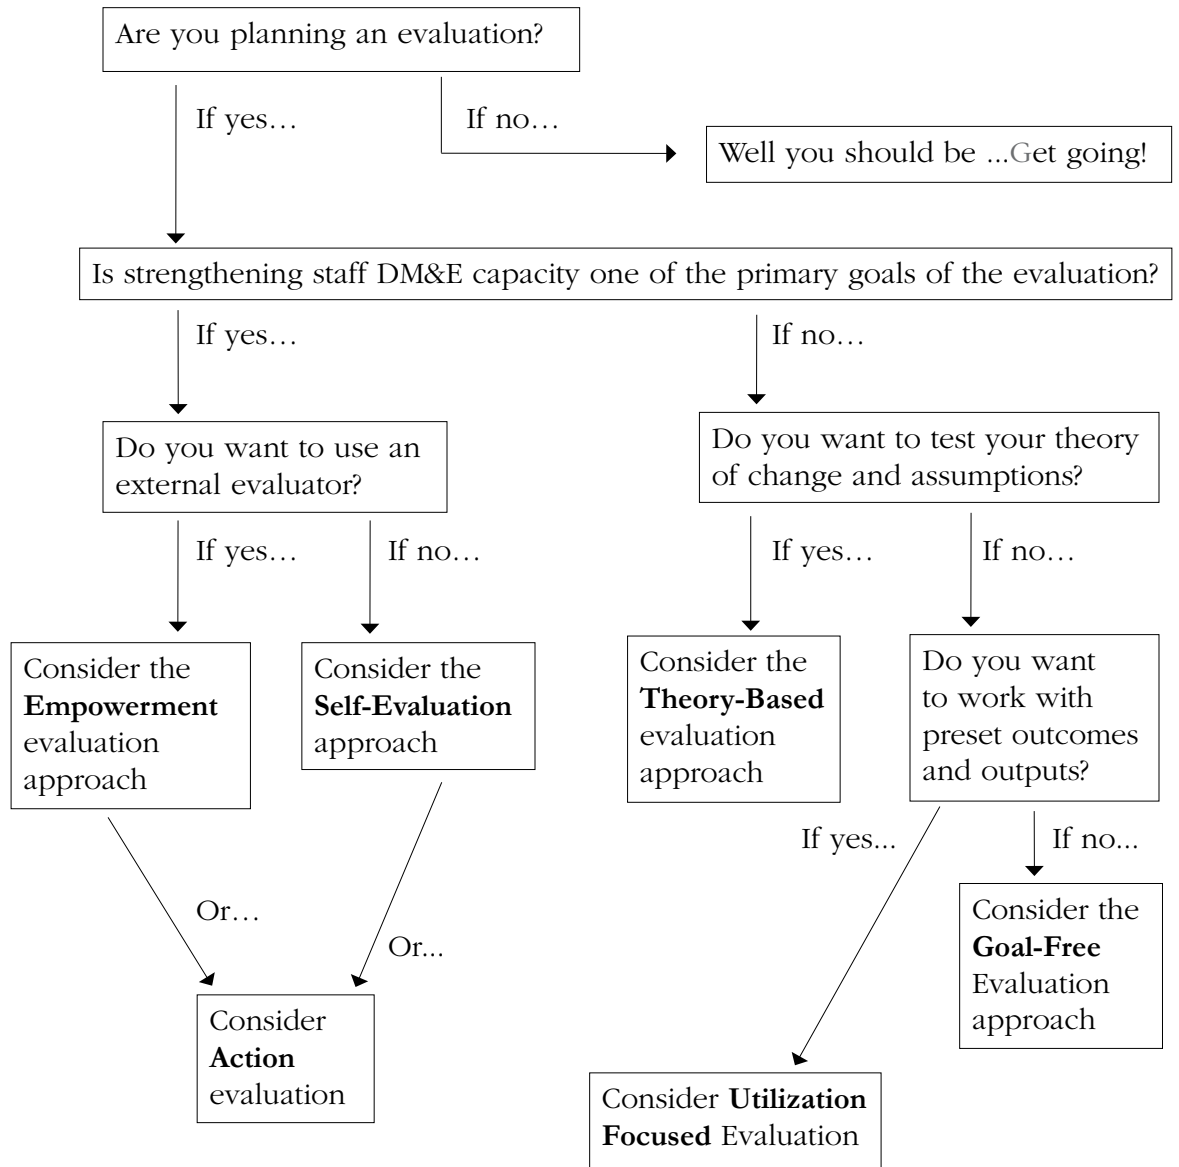 Are you planning an evaluation?
If yes…
If no…
Well you should be ...Get going!
Is strengthening staff DM&E capacity one of the primary goals of the evaluation?
If yes…
If no…
Do you want to use an
external evaluator?
Do you want to test your theory
of change and assumptions?
If yes…
If no…
If yes…
If no…
Consider the
Empowerment
evaluation
approach
Consider the
Self-Evaluation
approach
Consider the
Theory-Based
evaluation
approach
Do you want
to work with
preset outcomes
and outputs?
If yes...
If no...
Or…
Or...
Consider
Action
evaluation
Consider the
Goal-Free
Evaluation
approach
Consider Utilization
Focused Evaluation